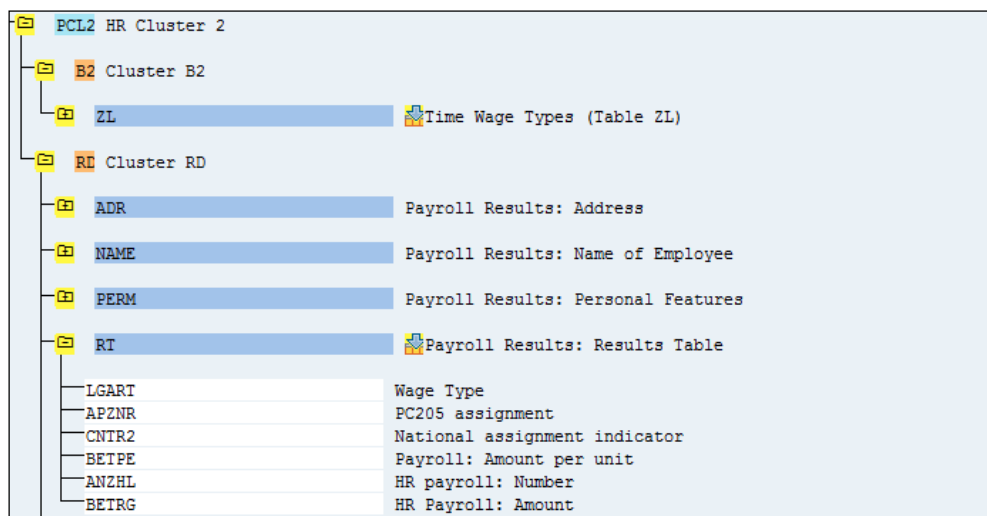 PCL2 HR Cluster 2
B2 Cluster B2
ZL Time Wage Types (Table ZL)
RD Cluster RD
ADR Payroll Results: Address
NAME Payroll Results: Name of Employee
PERM Payroll Results: Personal Features
RT Payroll Results: Results Table
LGART Wage Type
APZNR PC205 assignment
CNTR2 National assignment indicator
BETPE Payroll: Amount per unit
ANZHL HR payroll: Number
BETRG HR Payroll: Amount